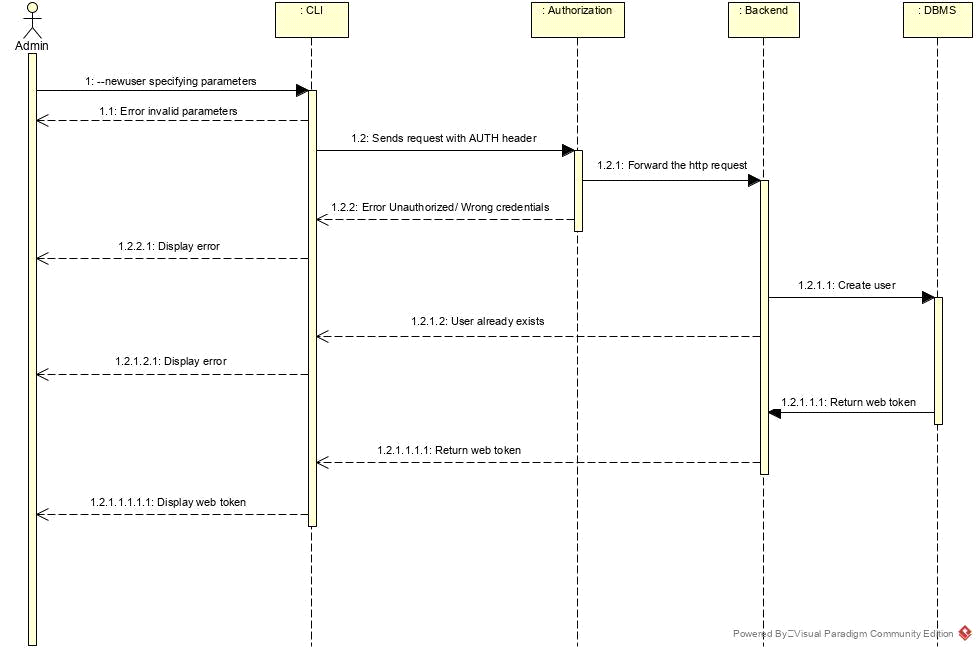 : CLI
: Authorization
: Backend
: DBMS
Admin
1: --newuser specifying parameters
1.1: Error invalid parameters
1.2: Sends request with AUTH header
1.2.1: Forward the http request
1.2.2: Error Unauthorized/ Wrong credentials
1.2.2.1: Display error
1.2.1.1: Create user
1.2.1.2: User already exists
1.2.1.2.1: Display error
1.2.1.1.1: Return web token
1.2.1.1.1.1: Return web token
1.2.1.1.1.1.1: Display web token
Powered By Visual Paradigm Community Edition